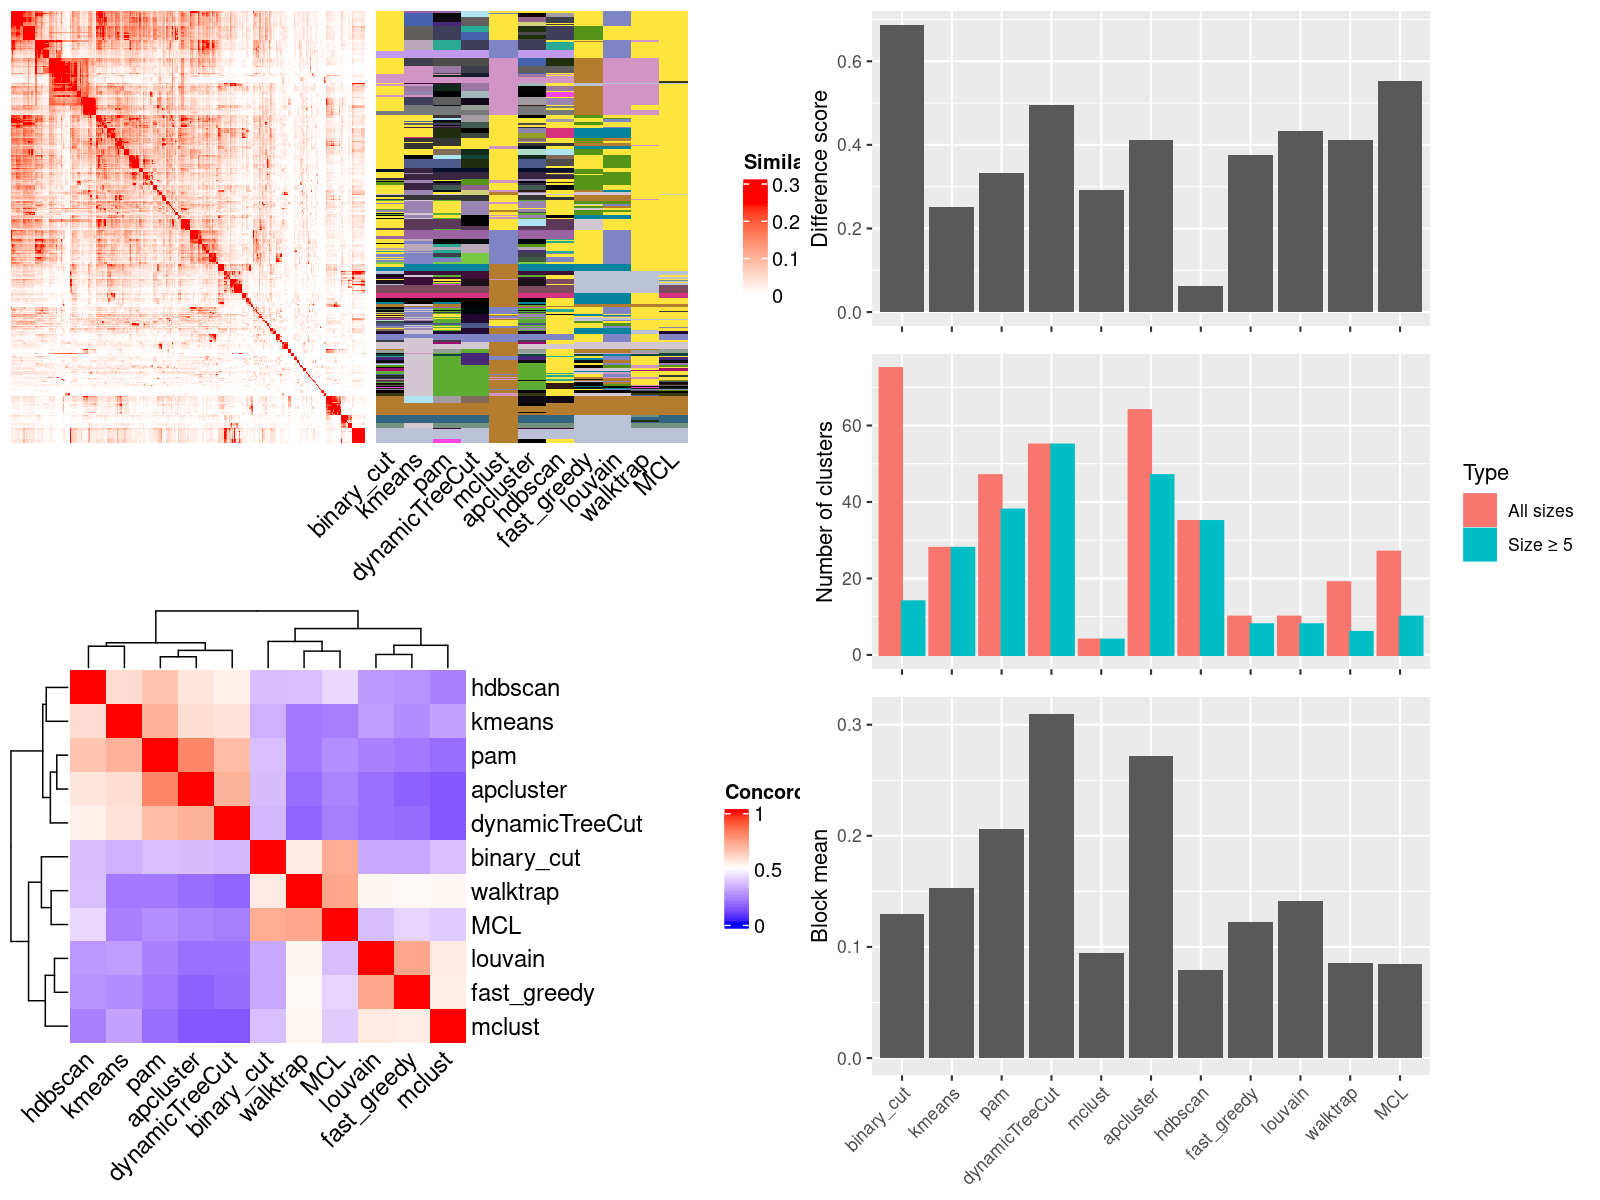 Simila
0.3
0.2
0.1
0
binary_cut
kmeans
pam
dynamicTreeCut
mclust
apcluster
hdbscan
fast_greedy
louvain
walktrap
MCL
hdbscan
kmeans
pam
apcluster
dynamicTreeCut
binary_cut
walktrap
MCL
louvain
fast_greedy
mclust
Concord
1
0.5
0
hdbscan
kmeans
pam
apcluster
dynamicTreeCut
binary_cut
walktrap
MCL
louvain
fast_greedy
mclust
Difference score
0.6
0.4
0.2
0.0
Number of clusters
60
40
20
0
Type
All sizes
Size ≥ 5
Block mean
0.3
0.2
0.1
0.0
binary_cut
kmeans
pam
dynamicTreeCut
mclust
apcluster
hdbscan
fast_greedy
louvain
walktrap
MCL